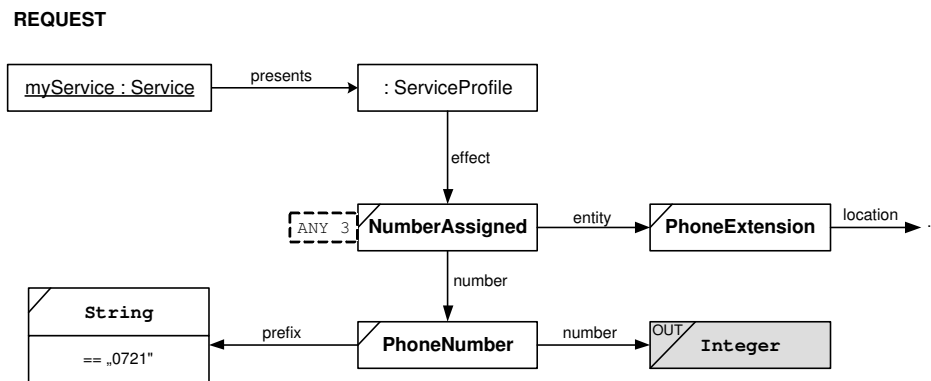 REQUEST
myService : Service
presents
: ServiceProfile
effect
ANY 3
NumberAssigned
entity
PhoneExtension
location
.
number
String
== „0721"
prefix
PhoneNumber
number
OUT
Integer